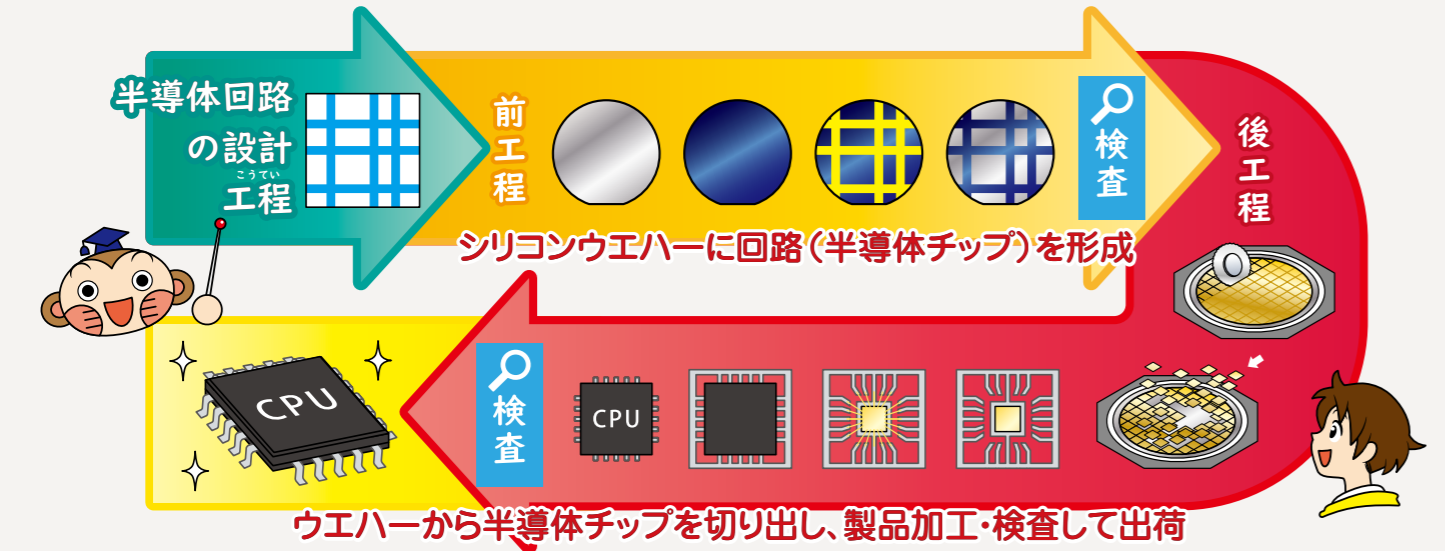 半導体回路
の設計
こうてい
工程
前工程
検査
後工程
シリコンウエハーに回路(半導体チップ)を形成
検査
CPU
CPU
ウエハーから半導体チップを切り出し、製品加工・検査して出荷